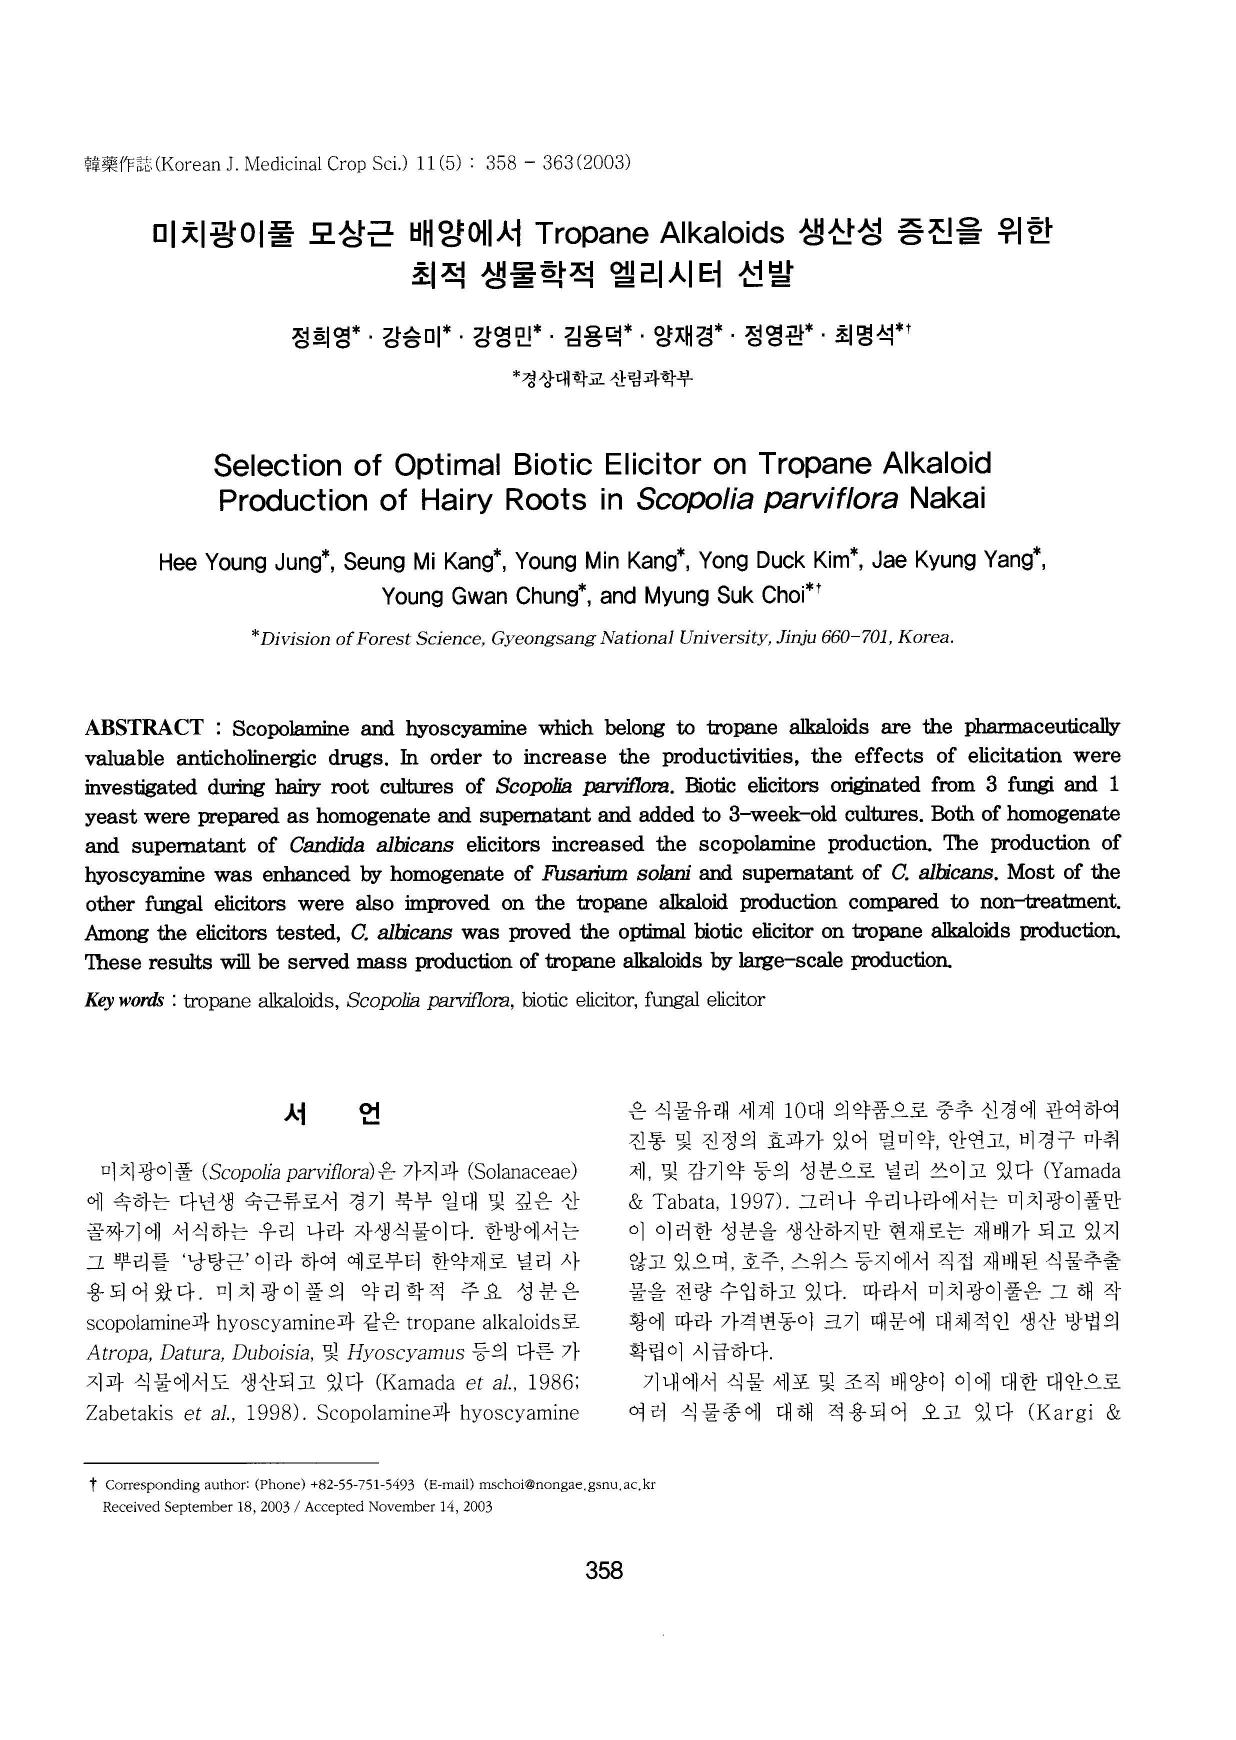 韓藥作誌(Korean J. Medicinal Crop Sci.) 11(5) : 358 - 363(2003)
미치광이풀 모상근 배양에서 Tropane Alkaloids 생산성 증진을 위한
최적 생물학적 엘리시터 선발
정희영*· 강승미*· 강영민*· 김용덕*· 양재경*· 정영관*· 최명석*†
*경상대학교 산림과학부
Selection of Optimal Biotic Elicitor on Tropane Alkaloid
Production of Hairy Roots in Scopolia parviflora Nakai
Hee Young Jung*, Seung Mi Kang*, Young Min Kang*, Yong Duck Kim*, Jae Kyung Yang*,
Young Gwan Chung*, and Myung Suk Choi*†
*Division of Forest Science, Gyeongsang National University, Jinju 660-701, Korea.
ABSTRACT : Scopolamine and hyoscyamine which belong to tropane alkaloids are the pharmaceutically
valuable anticholinergic drugs. In order to increase the productivities, the effects of elicitation were
investigated during hairy root cultures of Scopolia parviflora. Biotic elicitors originated from 3 fungi and 1
yeast were prepared as homogenate and supernatant and added to 3-week-old cultures. Both of homogenate
and supernatant of Candida albicans elicitors increased the scopolamine production. The production of
hyoscyamine was enhanced by homogenate of Fusarium solani and supernatant of C. albicans. Most of the
other fungal elicitors were also improved on the tropane alkaloid production compared to non-treatment.
Among the elicitors tested, C. albicans was proved the optimal biotic elicitor on tropane alkaloids production.
These results will be served mass production of tropane alkaloids by large-scale production.
Key words : tropane alkaloids, Scopolia parviflora, biotic elicitor, fungal elicitor
서 언
미치광이풀 (Scopolia parviflora)은 가지과 (Solanaceae)
에 속하는 다년생 숙근류로서 경기 북부 일대 및 깊은 산
골짜기에 서식하는 우리 나라 자생식물이다. 한방에서는
그 뿌리를 ‘낭탕근’이라 하여 예로부터 한약재로 널리 사
용되어왔다. 미치광이풀의 약리학적 주요 성분은
scopolamine과 hyoscyamine과 같은 tropane alkaloids로
Atropa, Datura, Duboisia, 및 Hyoscyamus 등의 다른 가
지과 식물에서도 생산되고 있다 (Kamada et al., 1986;
Zabetakis et al., 1998). Scopolamine과 hyoscyamine
은 식물유래 세계 10대 의약품으로 중추 신경에 관여하여
진통 및 진정의 효과가 있어 멀미약, 안연고, 비경구 마취
제, 및 감기약 등의 성분으로 널리 쓰이고 있다 (Yamada
& Tabata, 1997). 그러나 우리나라에서는 미치광이풀만
이 이러한 성분을 생산하지만 현재로는 재배가 되고 있지
않고 있으며, 호주, 스위스 등지에서 직접 재배된 식물추출
물을 전량 수입하고 있다. 따라서 미치광이풀은 그 해 작
황에 따라 가격변동이 크기 때문에 대체적인 생산 방법의
확립이 시급하다.
기내에서 식물 세포 및 조직 배양이 이에 대한 대안으로
여러 식물종에 대해 적용되어 오고 있다 (Kargi &
† Corresponding author: (Phone) +82-55-751-5493 (E-mail) mschoi@nongae.gsnu.ac.kr
Received September 18, 2003 / Accepted November 14, 2003
358